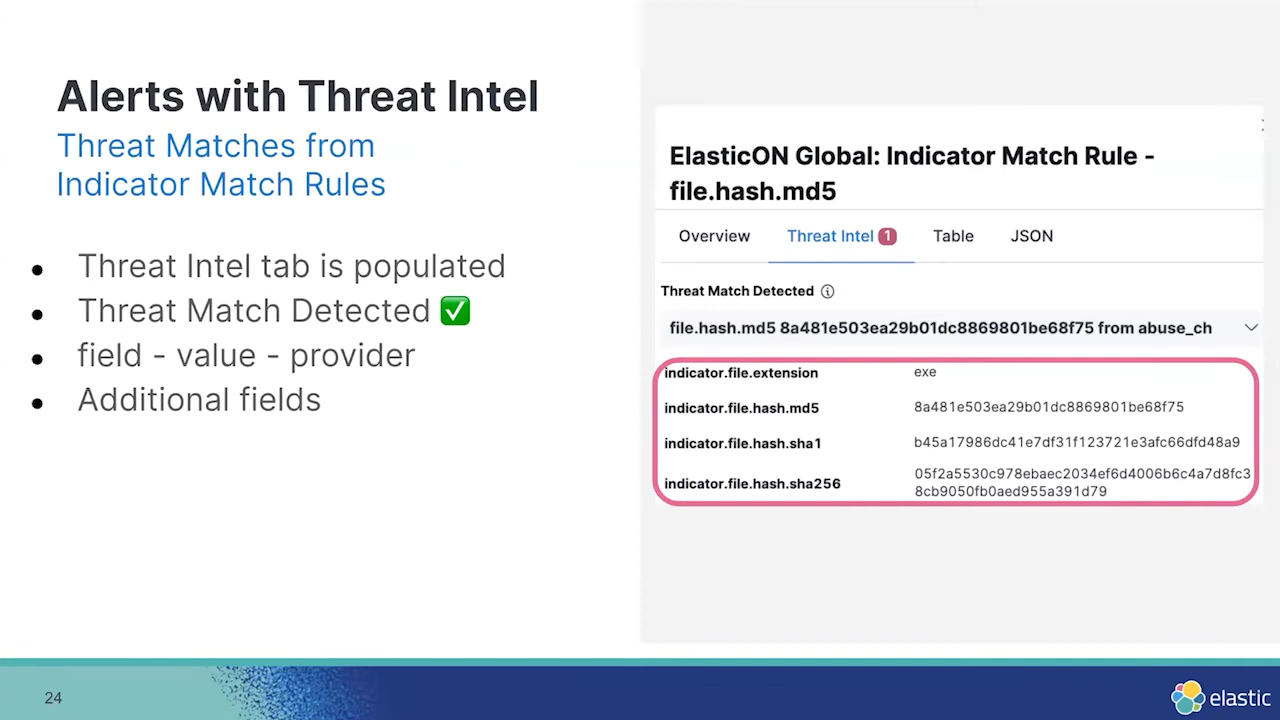 Alerts with Threat Intel
Threat Matches from
Indicator Match Rules
Threat Intel tab is populated
Threat Match Detected ✅
field - value - provider
Additional fields
ElasticON Global: Indicator Match Rule -
file.hash.md5
Overview
Threat Intel 1
Table
JSON
Threat Match Detected
file.hash.md5 8a481e503ea29b01dc8869801be68f75 from abuse_ch
indicator.file.extension exe
indicator.file.hash.md5 8a481e503ea29b01dc8869801be68f75
indicator.file.hash.sha1 b45a17986dc41e7df31f123721e3afc66dfd48a9
indicator.file.hash.sha256 05f2a5530c978ebaec2034ef6d4006b6c4a7d8fc3
8cb9050fb0aed955a391d79
24
elastic